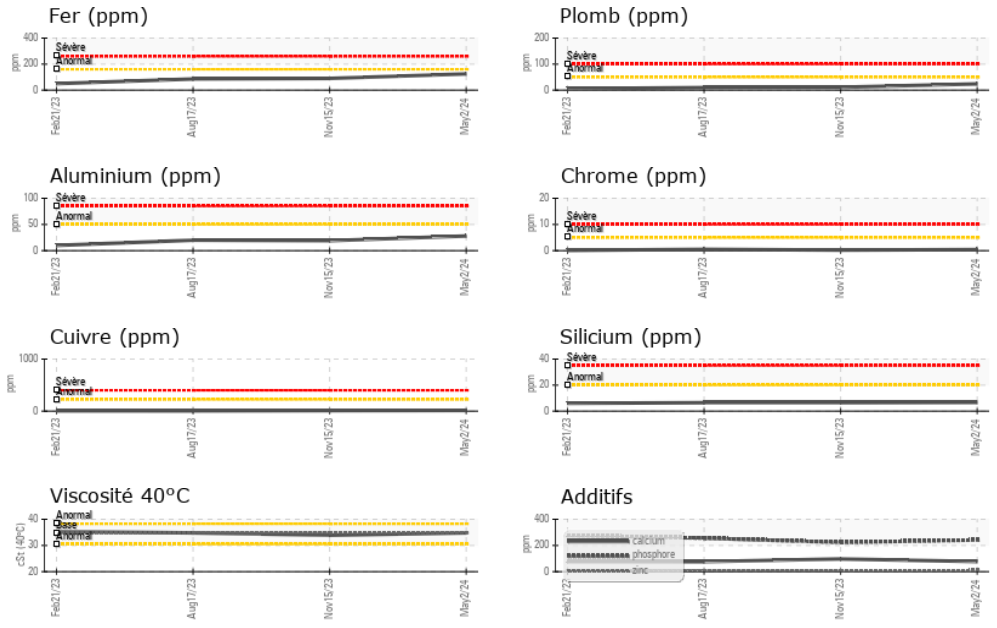 Fer (ppm)
400
200
0
ppm
Sévère
Anormal
Feb21/23
Aug17/23
Nov15/23
May2/24
Plomb (ppm)
200
100
0
ppm
Sévère
Anormal
Feb21/23
Aug17/23
Nov15/23
May2/24
Aluminium (ppm)
100
50
0
ppm
Sévère
Anormal
Feb21/23
Aug17/23
Nov15/23
May2/24
Chrome (ppm)
20
10
0
ppm
Sévère
Anormal
Feb21/23
Aug17/23
Nov15/23
May2/24
Cuivre (ppm)
1000
0
ppm
Sévère
Anormal
Feb21/23
Aug17/23
Nov15/23
May2/24
Silicium (ppm)
40
20
0
ppm
Sévère
Anormal
Feb21/23
Aug17/23
Nov15/23
May2/24
Viscosité 40°C
40
30
20
cSt (40°C)
Anormal
Base
Anormal
Feb21/23
Aug17/23
Nov15/23
May2/24
Additifs
400
200
0
ppm
calcium
phosphore
zinc
Feb21/23
Aug17/23
Nov15/23
May2/24